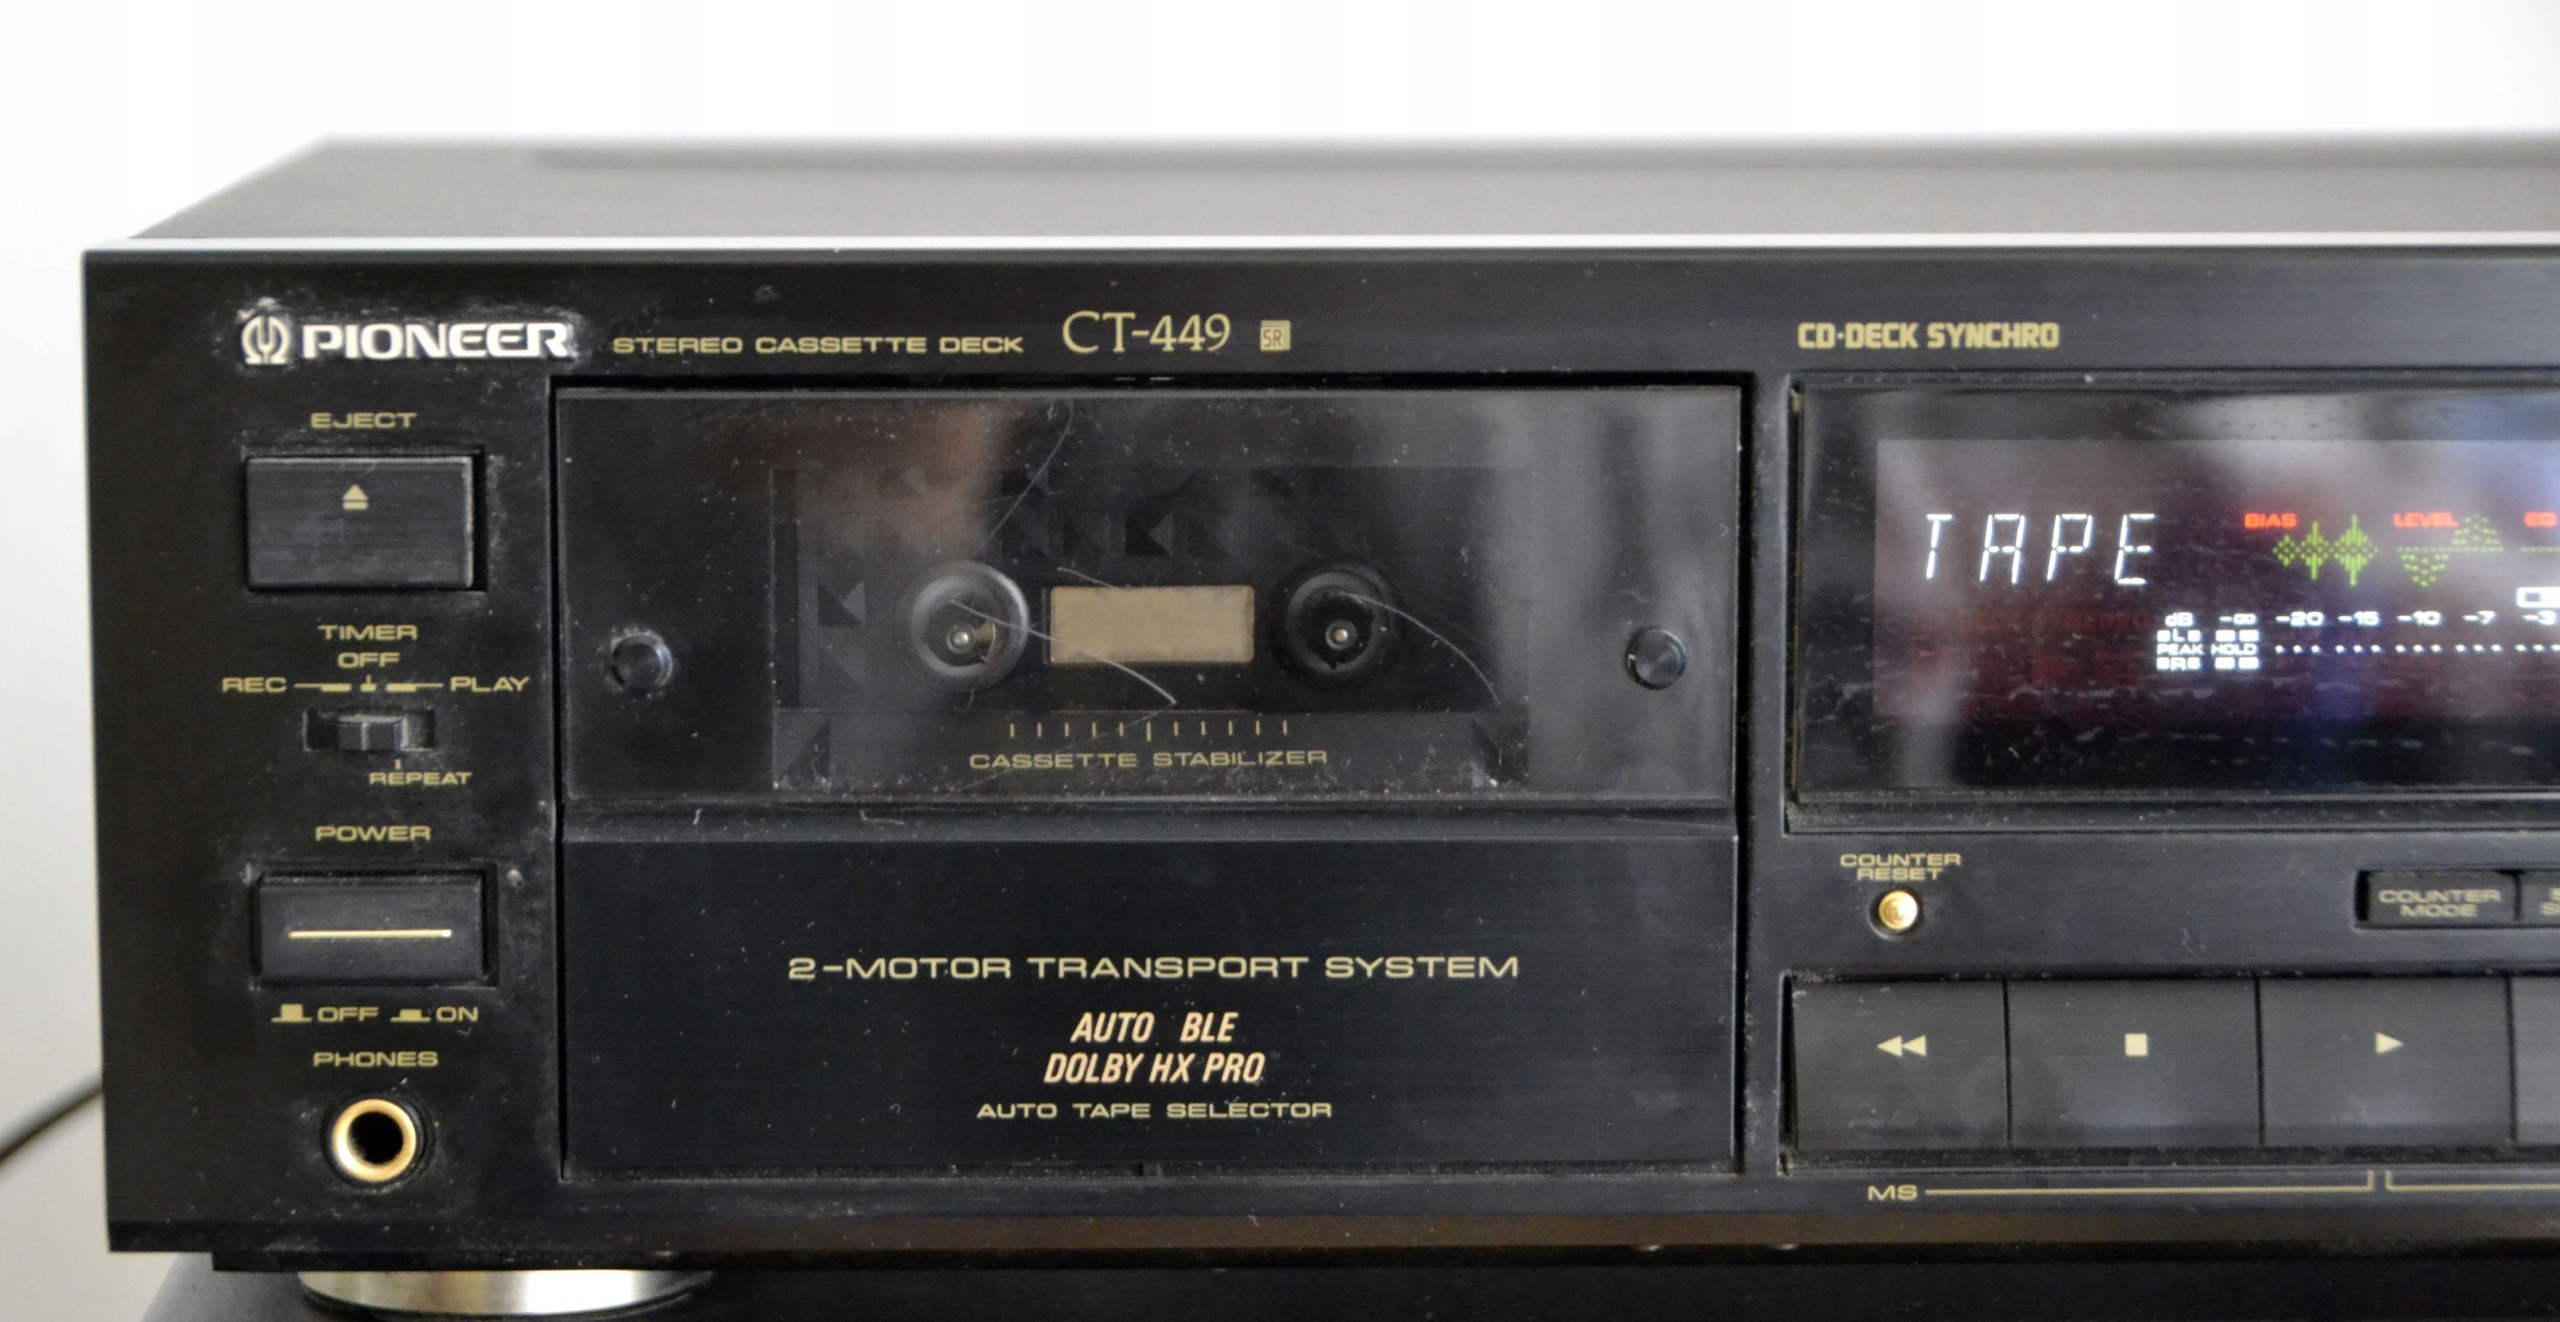 PIONEER STEREO CASSETTE DECK CT-449 SR
CD·DECK SYNCHRO
EJECT
TIMER
OFF
REC PLAY
REPEAT
POWER
OFF ON
PHONES
CASSETTE STABILIZER
2-MOTOR TRANSPORT SYSTEM
AUTO BLE
DOLBY HX PRO
AUTO TAPE SELECTOR
TAPE
BIAS LEVEL EQ
dB -∞ -20 -15 -10 -7 -3
L
PEAK HOLD
R
COUNTER
RESET
COUNTER
MODE
MS